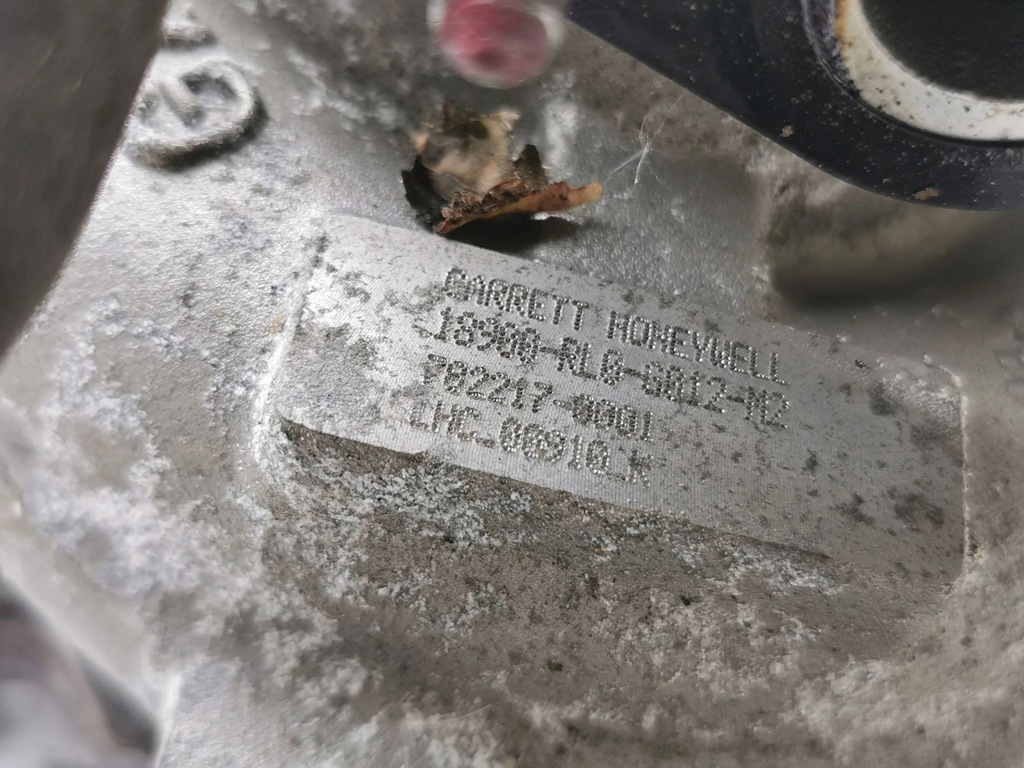 GARRETT HONEYWELL
18900-RL0-G012-M2
782217-0001
LHC_00910_K